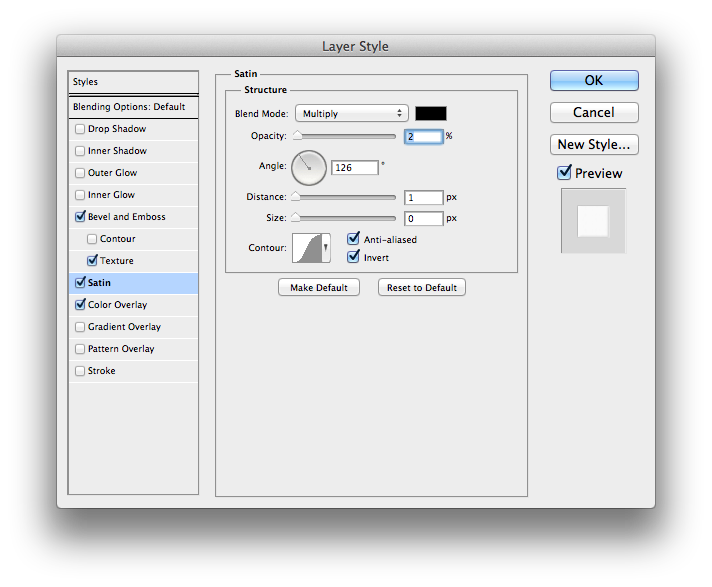 Layer Style
Styles
Blending Options: Default
Drop Shadow
Inner Shadow
Outer Glow
Inner Glow
Bevel and Emboss
Contour
Texture
Satin
Color Overlay
Gradient Overlay
Pattern Overlay
Stroke
Satin
Structure
Blend Mode: Multiply
Opacity: 2 %
Angle: 126 °
Distance: 1 px
Size: 0 px
Contour: Anti-aliased
Invert
Make Default Reset to Default
OK
Cancel
New Style...
Preview